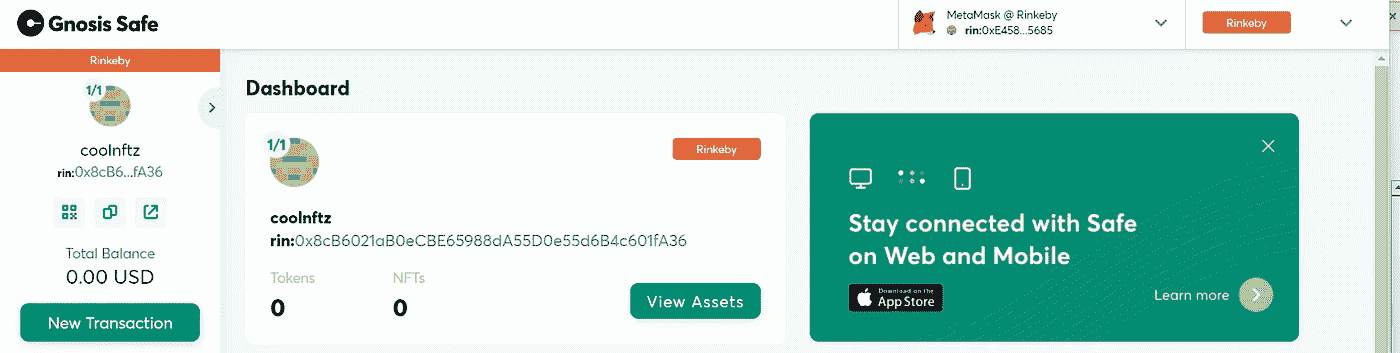 Gnosis Safe
MetaMask @ Rinkeby
rin:0xE458...5685
Rinkeby
Rinkeby
1/1
coolnftz
rin:0x8cB6...fA36
Total Balance
0.00 USD
New Transaction
Dashboard
1/1
Rinkeby
coolnftz
rin:0x8cB6021aB0eCBE65988dA55D0e55d6B4c601fA36
Tokens
NFTs
0
0
View Assets
Stay connected with Safe
on Web and Mobile
Download on the
App Store
Learn more